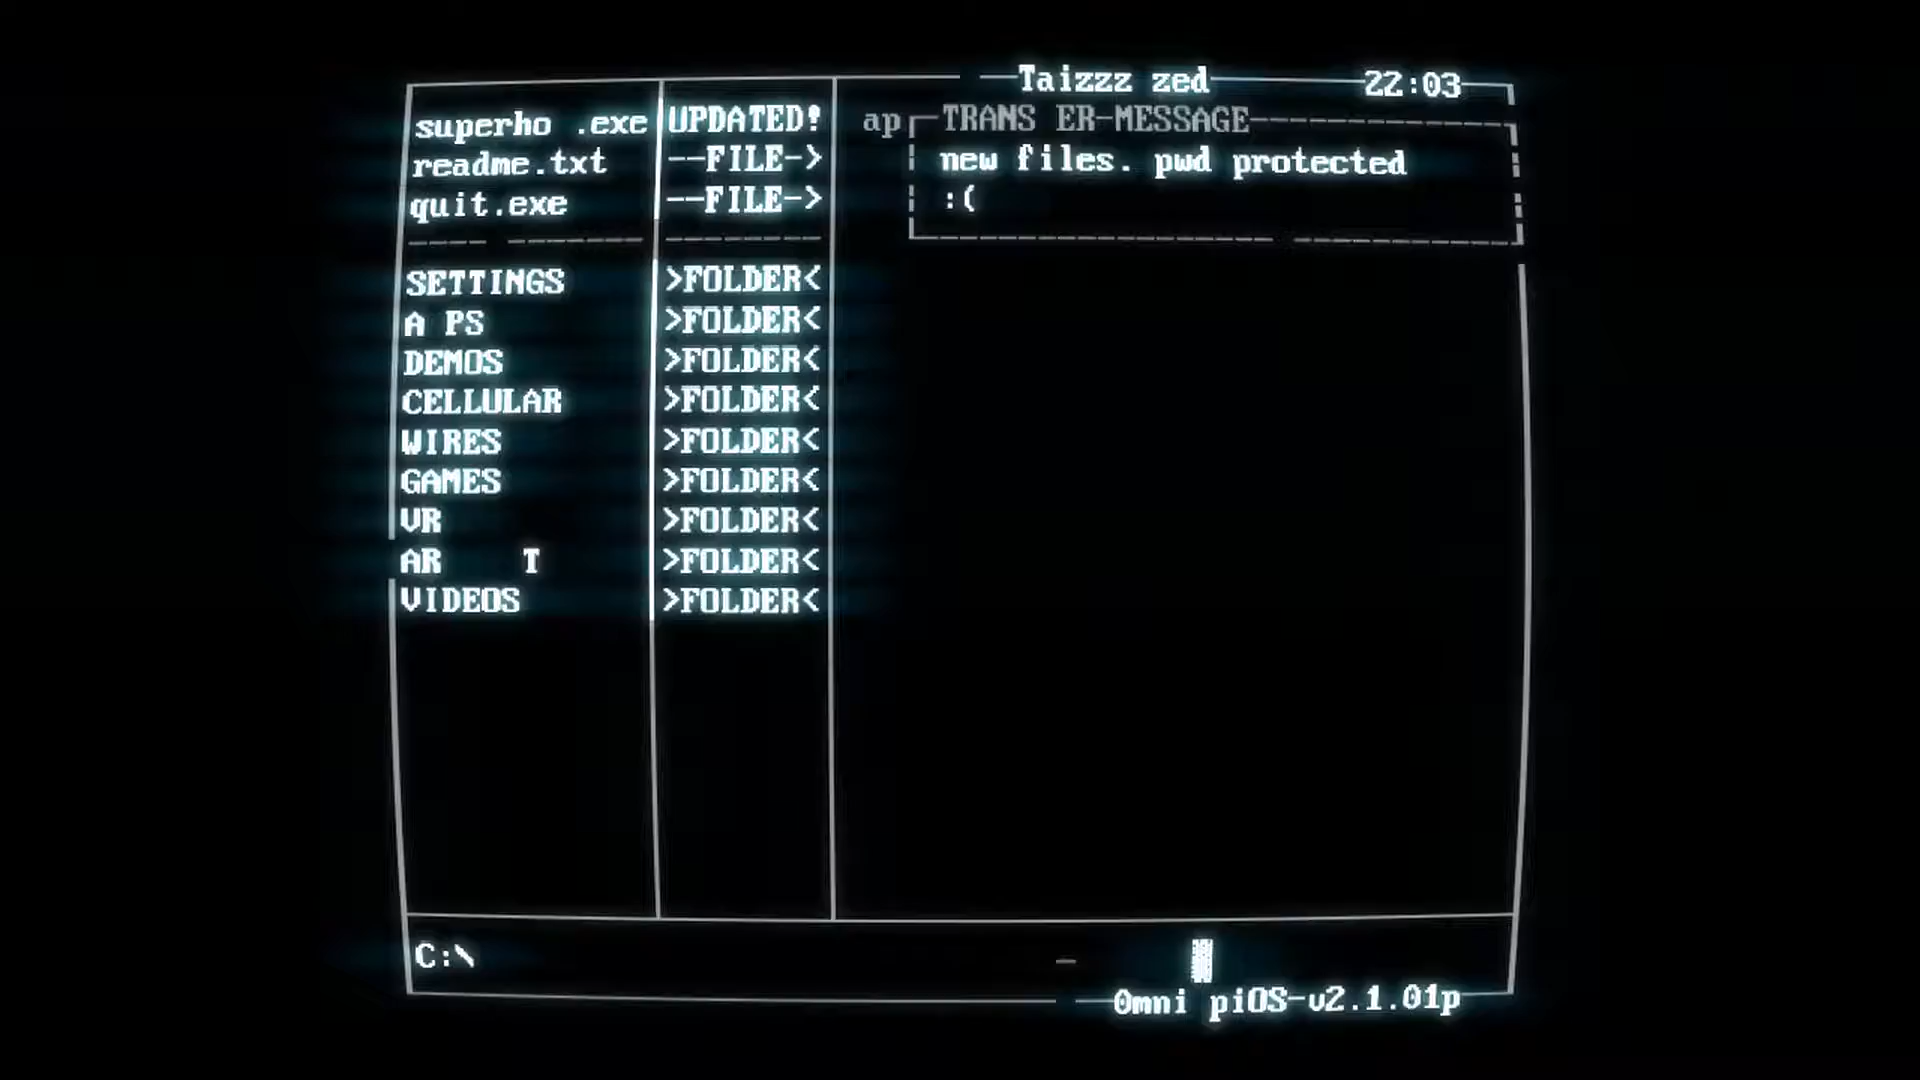 Taizzz zed 22:03
superho .exe UPDATED!
readme.txt --FILE->
quit.exe --FILE->
ap TRANS ER-MESSAGE
new files. pwd protected
:(
SETTINGS >FOLDER<
A PS >FOLDER<
DEMOS >FOLDER<
CELLULAR >FOLDER<
WIRES >FOLDER<
GAMES >FOLDER<
VR >FOLDER<
AR T >FOLDER<
VIDEOS >FOLDER<
C:\
0mni piOS-v2.1.01p